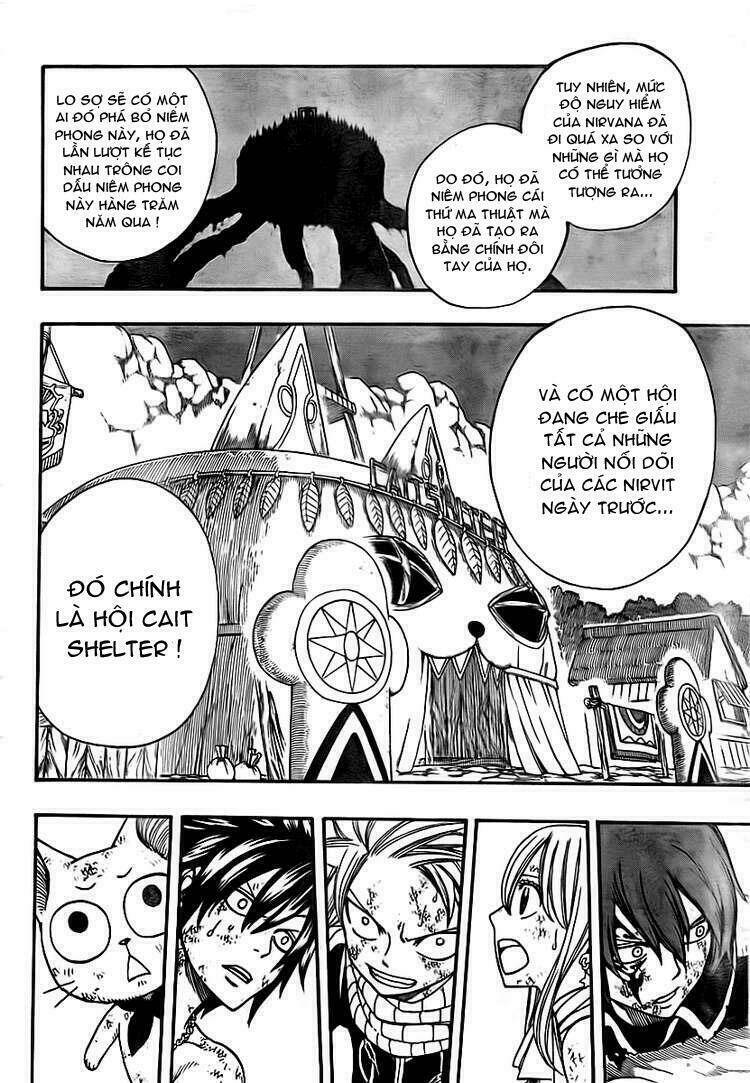 TUY NHIÊN, MỨC
ĐỘ NGUY HIỂM
CỦA NIRVANA ĐÃ
ĐI QUÁ XA SO VỚI
NHỮNG GÌ MÀ HỌ
CÓ THỂ TƯỞNG
TƯỢNG RA...
DO ĐÓ, HỌ ĐÃ
NIÊM PHONG CÁI
THỨ MA THUẬT MÀ
HỌ ĐÃ TẠO RA
BẰNG CHÍNH ĐÔI
TAY CỦA HỌ.
LO SỢ SẼ CÓ MỘT
AI ĐÓ PHÁ BỎ NIÊM
PHONG NÀY, HỌ ĐÃ
LẦN LƯỢT KẾ TỤC
NHAU TRÔNG COI
DẤU NIÊM PHONG
NÀY HÀNG TRĂM
NĂM QUA !
VÀ CÓ MỘT HỘI
ĐANG CHE GIẤU
TẤT CẢ NHỮNG
NGƯỜI NỐI DÕI
CỦA CÁC NIRVIT
NGÀY TRƯỚC...
CAIT SHELTER
ĐÓ CHÍNH
LÀ HỘI CAIT
SHELTER !